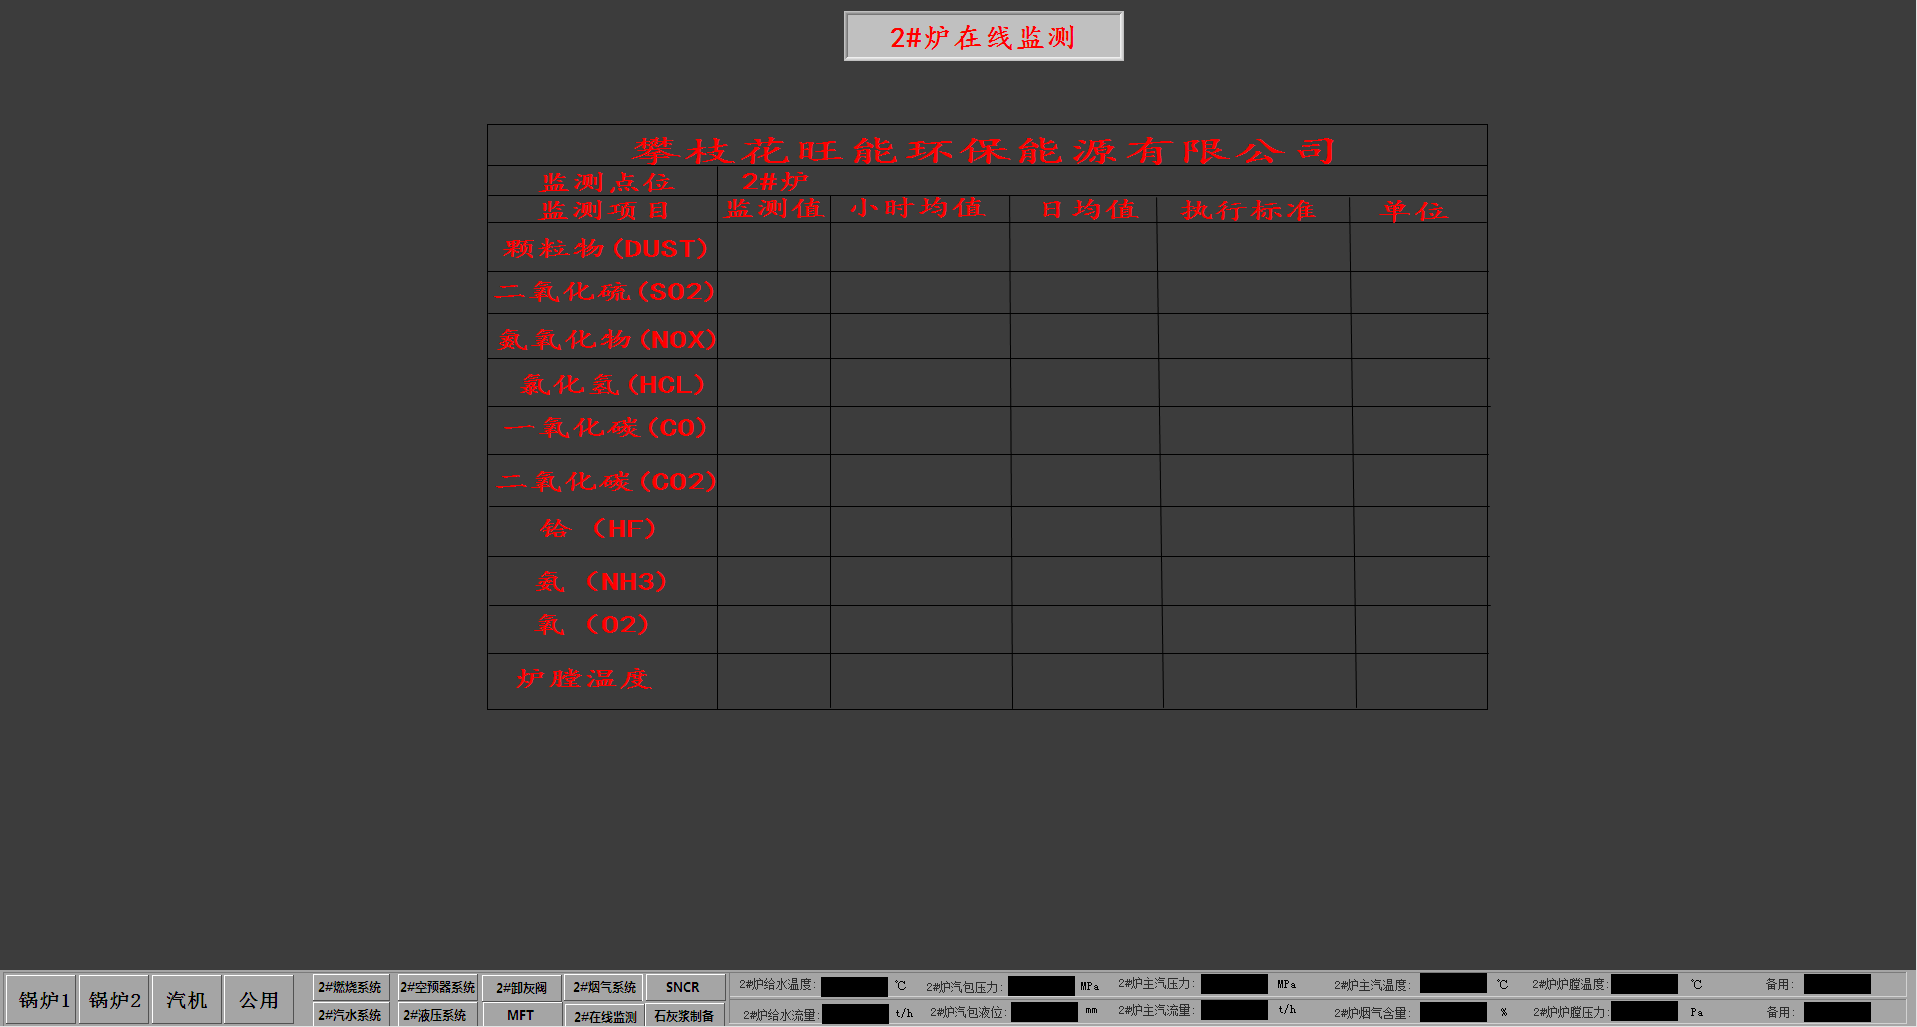 2#炉在线监测
攀枝花旺能环保能源有限公司
监测点位 2#炉
监测项目 监测值 小时均值 日均值 执行标准 单位
颗粒物(DUST)
二氧化硫(SO2)
氮氧化物(NOX)
氯化氢(HCL)
一氧化碳(CO)
二氧化碳(CO2)
铪 (HF)
氨 (NH3)
氧 (O2)
炉膛温度
锅炉1 锅炉2 汽机 公用
2#燃烧系统 2#空预器系统 2#卸灰阀 2#烟气系统 SNCR
2#汽水系统 2#液压系统 MFT 2#在线监测 石灰浆制备
2#炉给水温度: ℃ 2#炉汽包压力: MPa 2#炉主汽压力: MPa 2#炉主汽温度: ℃ 2#炉炉膛温度: ℃ 备用:
2#炉给水流量: t/h 2#炉汽包液位: mm 2#炉主汽流量: t/h 2#炉烟气含量: % 2#炉炉膛压力: Pa 备用: